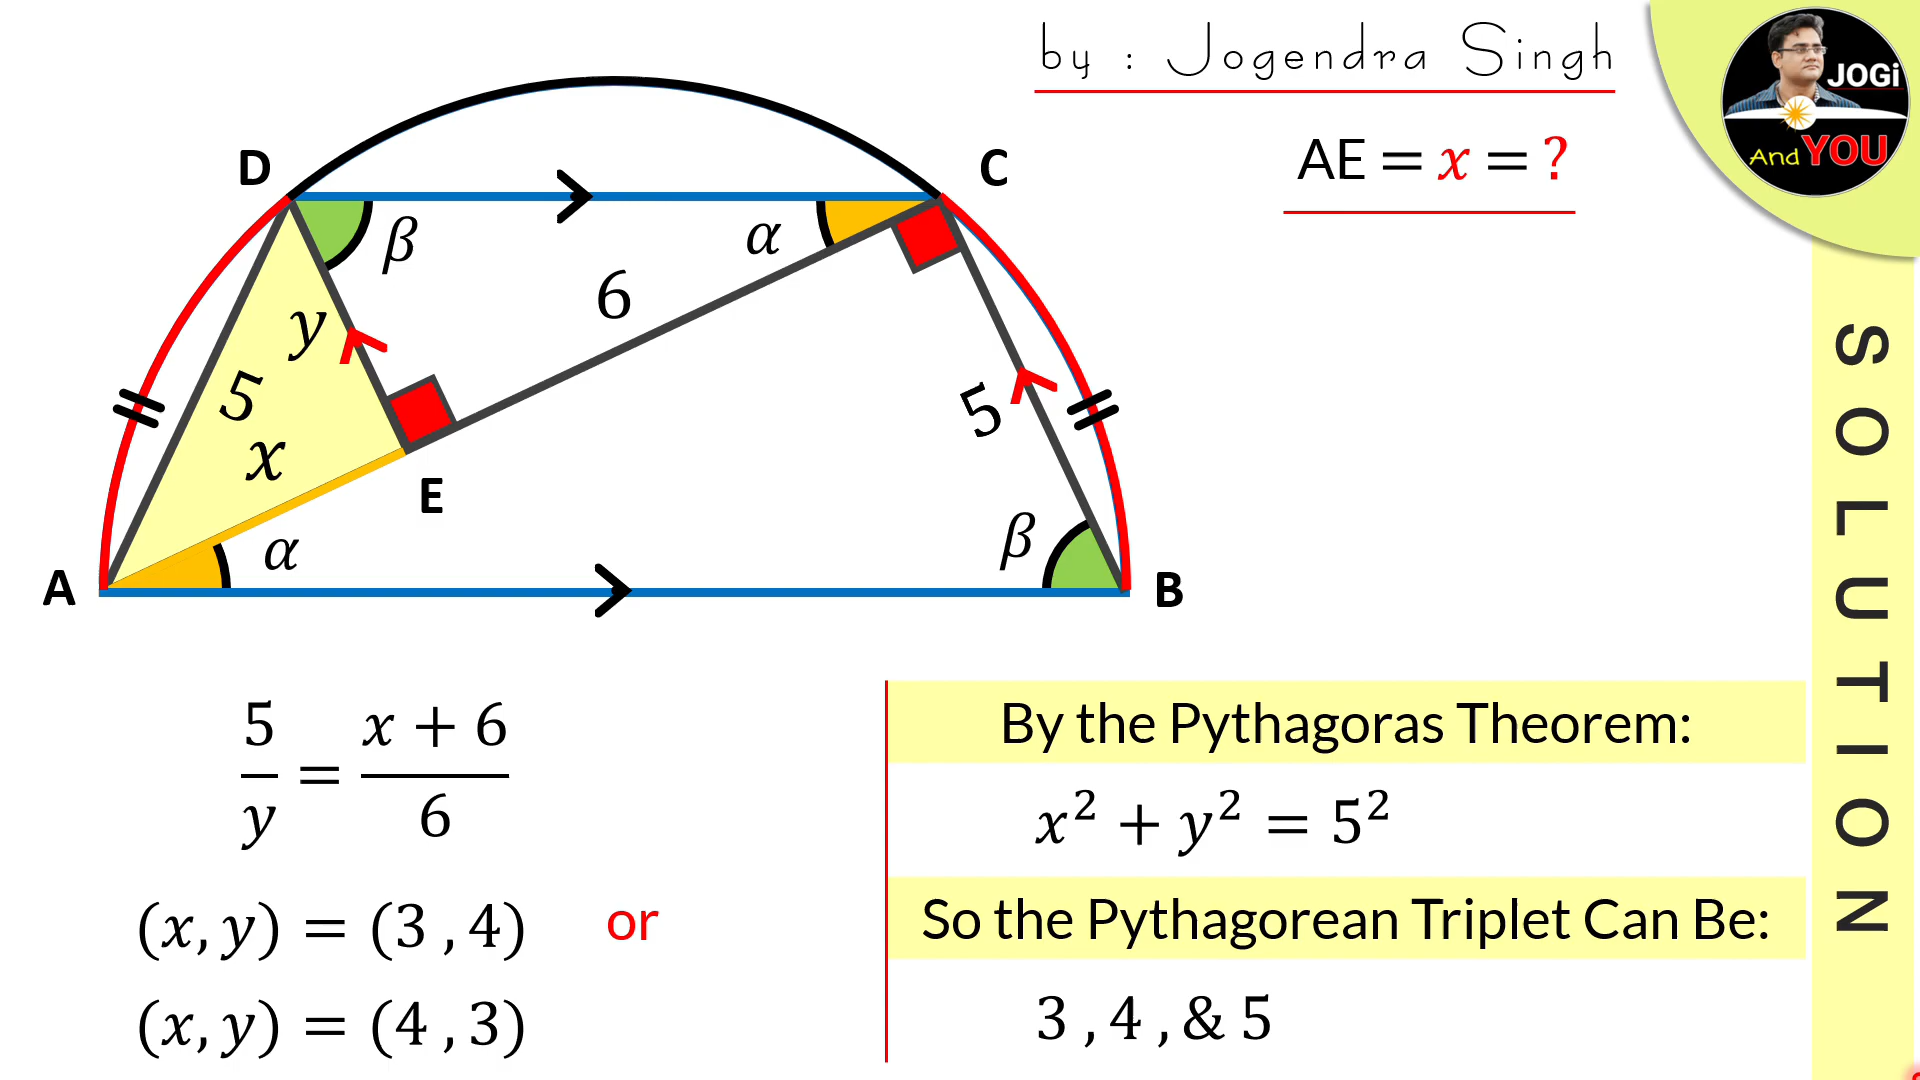 by : Jogendra Singh
JOGi
And YOU
AE = x = ?
D
C
β
α
6
y
5
x
5
E
α
β
A
B
SOLUTION
5/y = (x + 6)/6
(x, y) = (3 , 4) or
(x, y) = (4 , 3)
By the Pythagoras Theorem:
x² + y² = 5²
So the Pythagorean Triplet Can Be:
3 , 4 , & 5